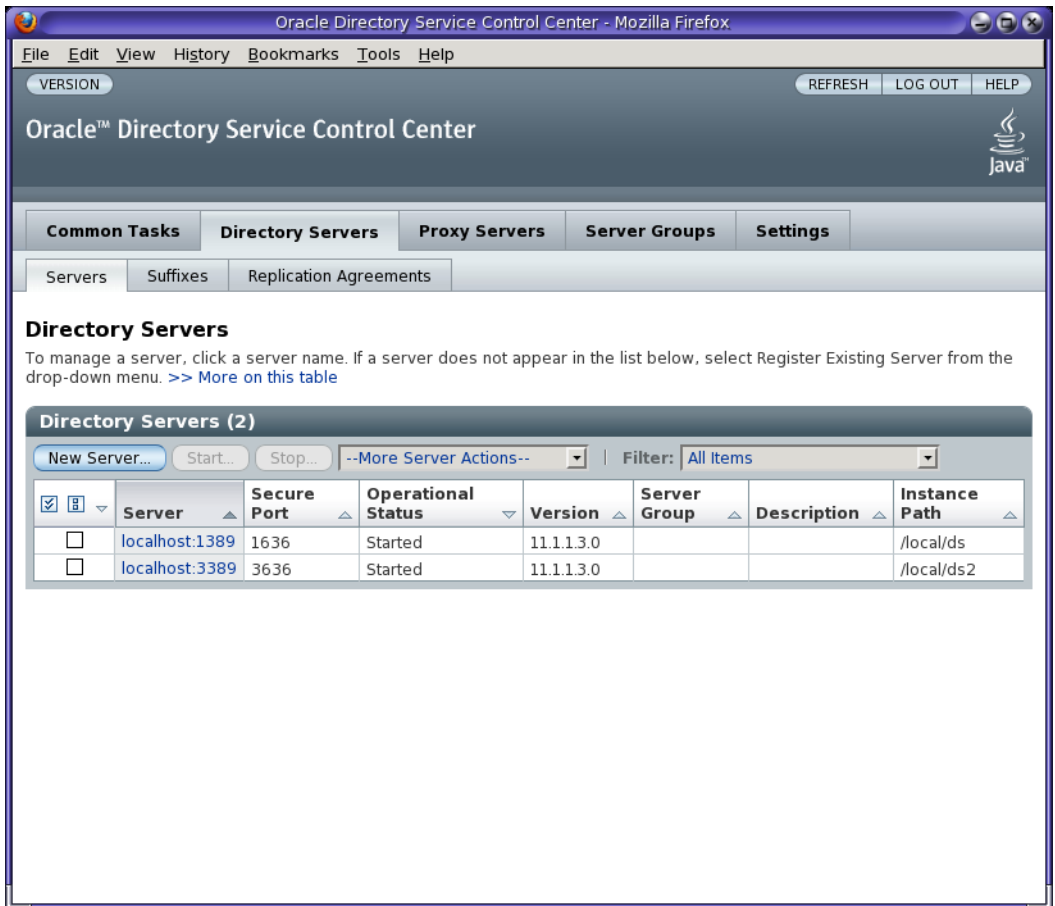 Oracle Directory Service Control Center - Mozilla Firefox
File Edit View History Bookmarks Tools Help
VERSION REFRESH LOG OUT HELP
Oracle™ Directory Service Control Center
Java™
Common Tasks Directory Servers Proxy Servers Server Groups Settings
Servers Suffixes Replication Agreements
Directory Servers
To manage a server, click a server name. If a server does not appear in the list below, select Register Existing Server from the
drop-down menu. >> More on this table
Directory Servers (2)
New Server... Start... Stop... --More Server Actions-- | Filter: All Items
Server Secure Port Operational Status Version Server Group Description Instance Path
localhost:1389 1636 Started 11.1.1.3.0 /local/ds
localhost:3389 3636 Started 11.1.1.3.0 /local/ds2